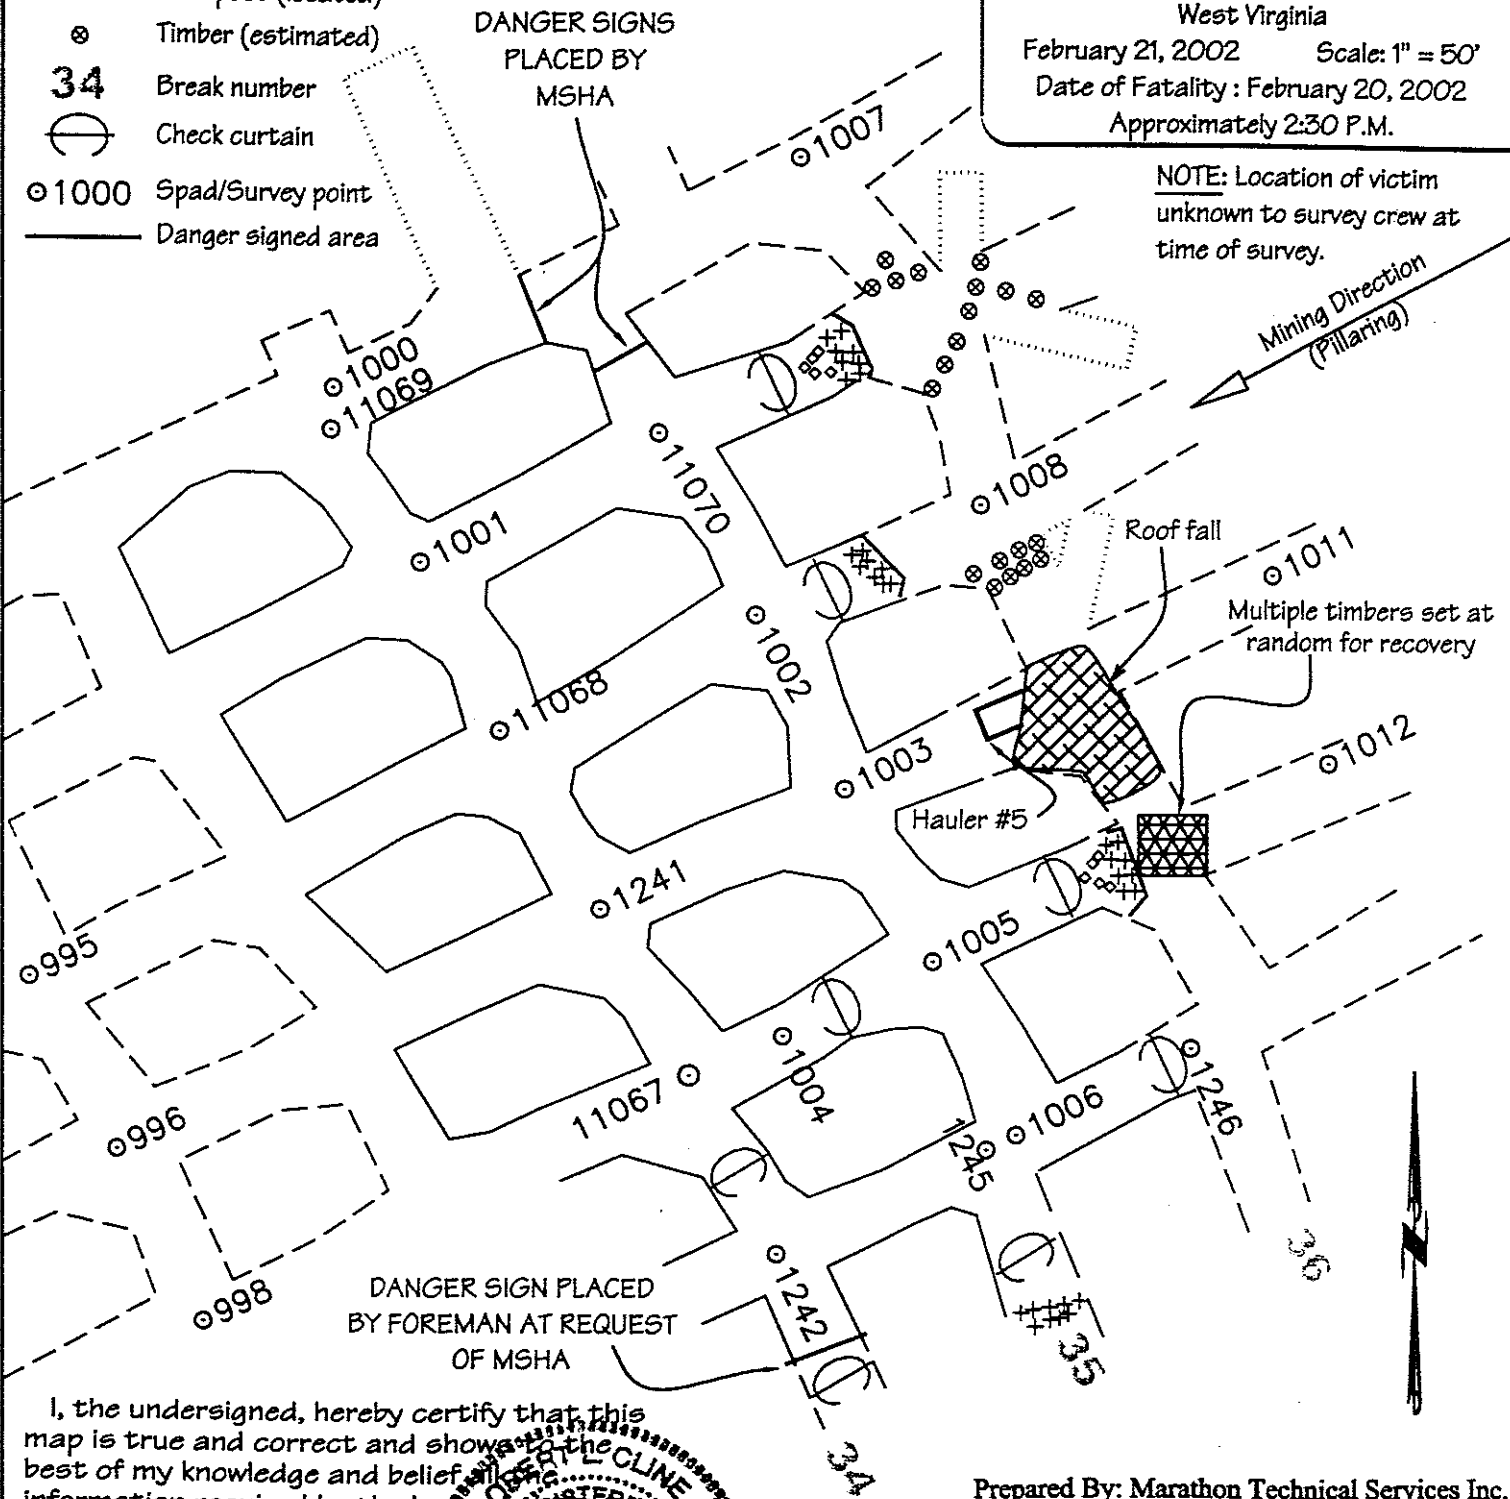 Timber (estimated)
34 Break number
Check curtain
1000 Spad/Survey point
Danger signed area
DANGER SIGNS
PLACED BY
MSHA
West Virginia
February 21, 2002 Scale: 1" = 50'
Date of Fatality : February 20, 2002
Approximately 2:30 P.M.
NOTE: Location of victim
unknown to survey crew at
time of survey.
Mining Direction
(Pillaring)
1007
1000
11069
11070
1001
1008
Roof fall
1011
Multiple timbers set at
random for recovery
1002
11068
1003
1012
Hauler #5
1241
1005
995
1004
11067
1006
1245
1246
996
998
1242
36
35
34
DANGER SIGN PLACED
BY FOREMAN AT REQUEST
OF MSHA
I, the undersigned, hereby certify that this
map is true and correct and shows to the
best of my knowledge and belief
CLINE
Prepared By: Marathon Technical Services Inc.